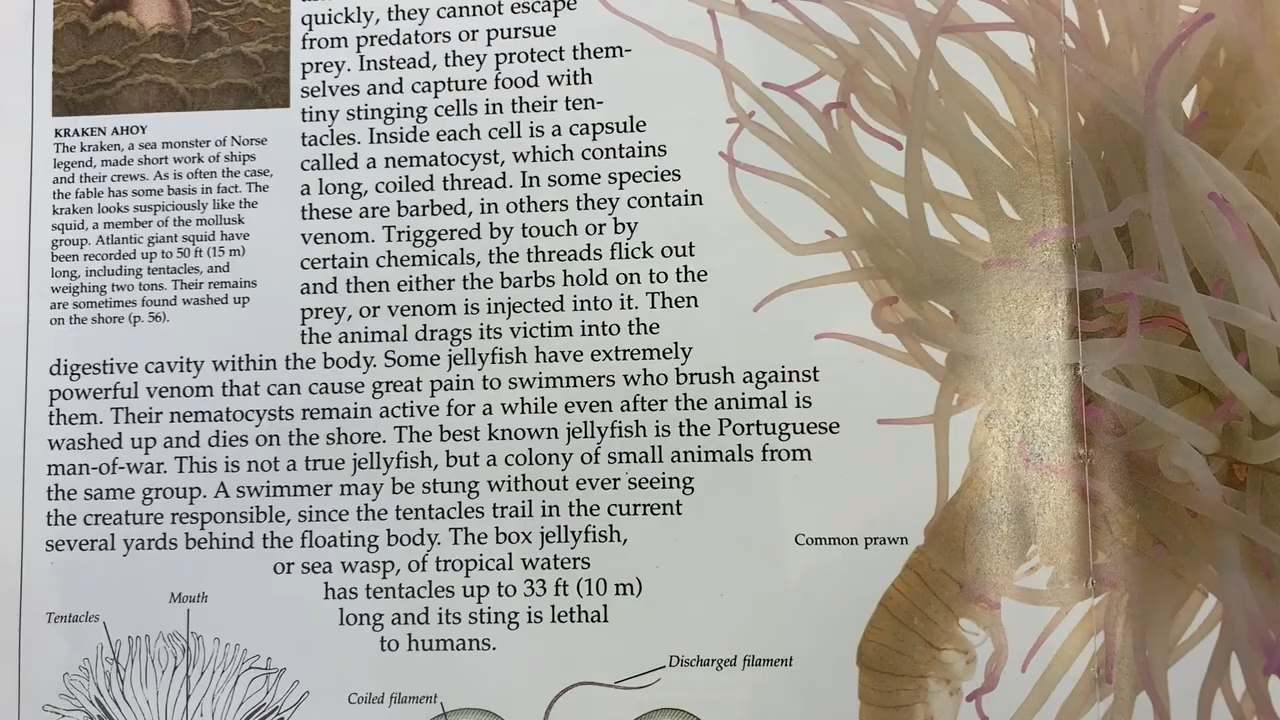 KRAKEN AHOY
The kraken, a sea monster of Norse
legend, made short work of ships
and their crews. As is often the case,
the fable has some basis in fact. The
kraken looks suspiciously like the
squid, a member of the mollusk
group. Atlantic giant squid have
been recorded up to 50 ft (15 m)
long, including tentacles, and
weighing two tons. Their remains
are sometimes found washed up
on the shore (p. 56).
quickly, they cannot escape
from predators or pursue
prey. Instead, they protect them-
selves and capture food with
tiny stinging cells in their ten-
tacles. Inside each cell is a capsule
called a nematocyst, which contains
a long, coiled thread. In some species
these are barbed, in others they contain
venom. Triggered by touch or by
certain chemicals, the threads flick out
and then either the barbs hold on to the
prey, or venom is injected into it. Then
the animal drags its victim into the
digestive cavity within the body. Some jellyfish have extremely
powerful venom that can cause great pain to swimmers who brush against
them. Their nematocysts remain active for a while even after the animal is
washed up and dies on the shore. The best known jellyfish is the Portuguese
man-of-war. This is not a true jellyfish, but a colony of small animals from
the same group. A swimmer may be stung without ever seeing
the creature responsible, since the tentacles trail in the current
several yards behind the floating body. The box jellyfish,
or sea wasp, of tropical waters
has tentacles up to 33 ft (10 m)
long and its sting is lethal
to humans.
Common prawn
Mouth
Tentacles
Discharged filament
Coiled filament